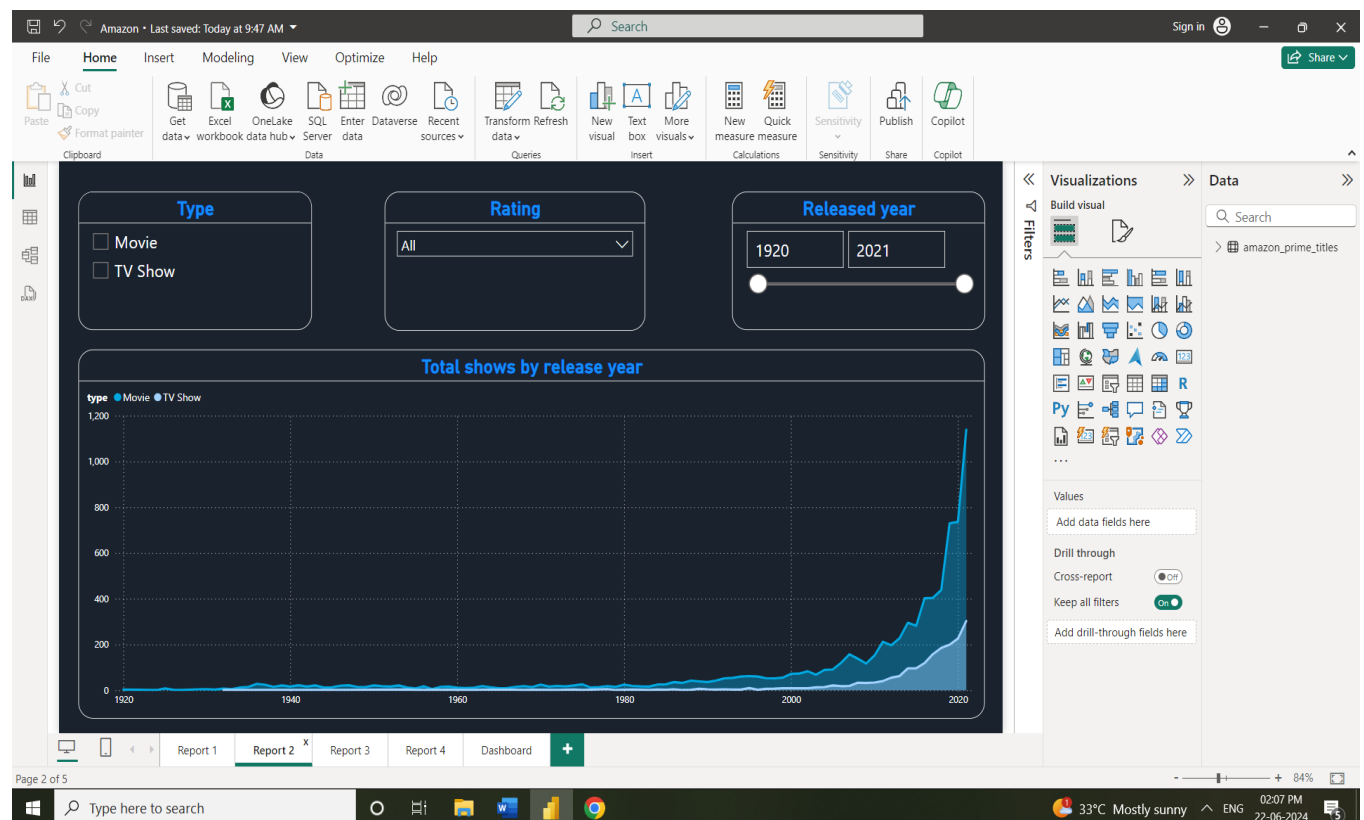 Amazon • Last saved: Today at 9:47 AM
Search
Sign in
File Home Insert Modeling View Optimize Help
Share
Paste
Cut
Copy
Format painter
Clipboard
Get data
Excel workbook
OneLake data hub
SQL Server
Enter data
Dataverse
Recent sources
Data
Transform data
Refresh
Queries
New visual
Text box
More visuals
Insert
New measure
Quick measure
Calculations
Sensitivity
Sensitivity
Publish
Share
Copilot
Copilot
DAX
Type
Movie
TV Show
Rating
All
Released year
1920 2021
Total shows by release year
type Movie TV Show
1,200
1,000
800
600
400
200
0
1920 1940 1960 1980 2000 2020
Filters
Visualizations
Build visual
123
R
Py
123
...
Values
Add data fields here
Drill through
Cross-report Off
Keep all filters On
Add drill-through fields here
Data
Search
amazon_prime_titles
Report 1 Report 2 x Report 3 Report 4 Dashboard +
Page 2 of 5
- + 84%
Type here to search
33°C Mostly sunny ENG
02:07 PM
22-06-2024
5